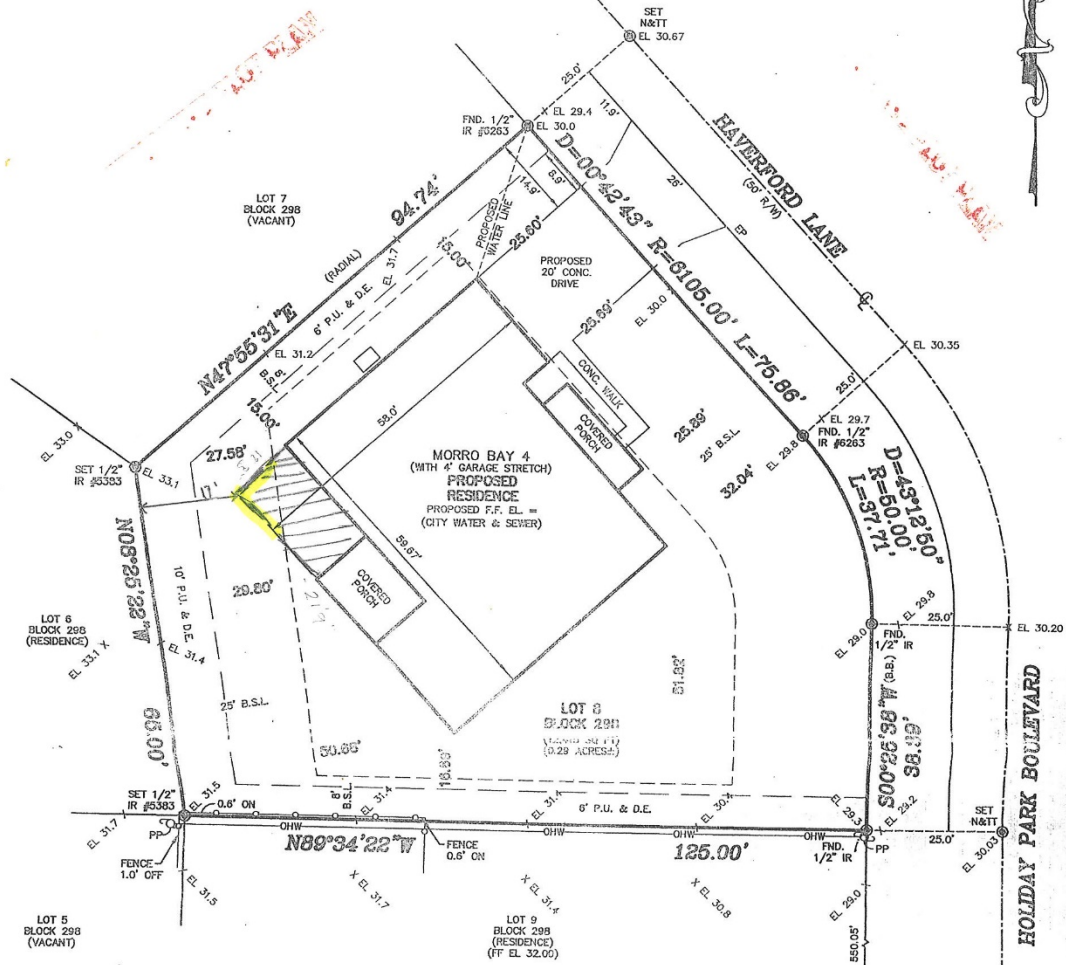 SET
N&TT
EL 30.67
25.0'
EL 29.4
FND. 1/2"
IR #6263
EL 30.0
11.9'
HAVERFORD LANE
(50' R/W)
D=00°42'43" R=6105.00' L=75.86'
26'
EP
LOT 7
BLOCK 298
(VACANT)
94.74'
14.9'
8.9'
PROPOSED
WATER LINE
25.60'
15.00'
(RADIAL)
EL 31.7
6' P.U. & D.E.
PROPOSED
20' CONC.
DRIVE
EL 30.0
25.69'
EL 30.35
25.0'
N47°55'31"E
EL 31.2
5'
B.S.L.
15.00'
CONC. WALK
COVERED
PORCH
25.89'
25' B.S.L.
32.04'
EL 29.7
FND. 1/2"
IR #6263
EL 29.8
58.0'
EL 33.0
SET 1/2"
IR #5383
EL 33.1
27.58'
17'
MORRO BAY 4
(WITH 4' GARAGE STRETCH)
PROPOSED
RESIDENCE
PROPOSED F.F. EL. =
(CITY WATER & SEWER)
59.67'
D=43°12'50"
R=50.00'
L=37.71'
N08°25'22"W
10' P.U. & D.E.
29.80'
COVERED
PORCH
LOT 6
BLOCK 298
(RESIDENCE)
EL 33.1 X
EL 31.4
EL 29.8
25.0'
EL 29.0
FND.
1/2" IR
EL 30.20
65.00'
25' B.S.L.
51.82'
LOT 8
BLOCK 298
(0.29 ACRES±)
50.65'
S00°26'38"W (B.B.)
38.39'
HOLIDAY PARK BOULEVARD
SET 1/2"
IR #5383
EL 31.5
0.6' ON
8'
B.S.L.
EL 31.4
EL 31.4
6' P.U. & D.E.
EL 30.4
EL 29.3
EL 29.2
SET
N&TT
EL 31.7
PP
OHW
N89°34'22"W
FENCE
0.6' ON
OHW
OHW
125.00'
OHW
FND.
1/2" IR
PP
25.0'
EL 30.03
FENCE
1.0' OFF
EL 31.5
X EL 31.7
X EL 31.4
X EL 30.8
EL 29.0
LOT 5
BLOCK 298
(VACANT)
LOT 9
BLOCK 298
(RESIDENCE)
(FF EL 32.00)
550.05'